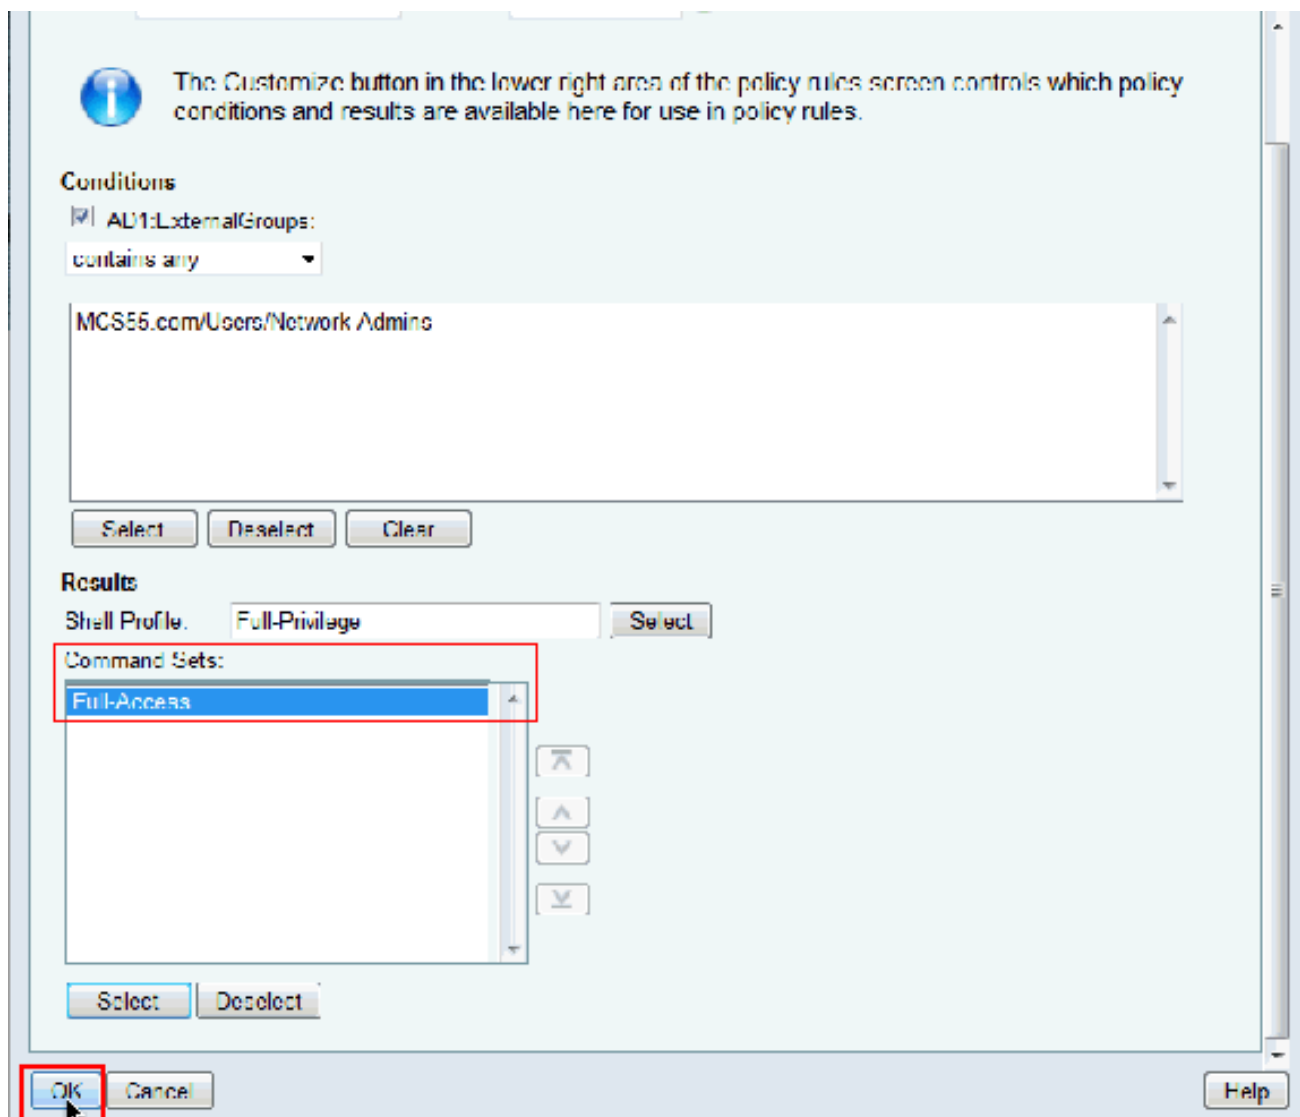 The Customize button in the lower right area of the policy rules screen controls which policy
conditions and results are available here for use in policy rules.
Conditions
AD1:ExternalGroups:
contains any
MCS55.com/Users/Network Admins
Select Deselect Clear
Results
Shell Profile: Full-Privilege Select
Command Sets:
Full-Access
Select Deselect
OK Cancel Help